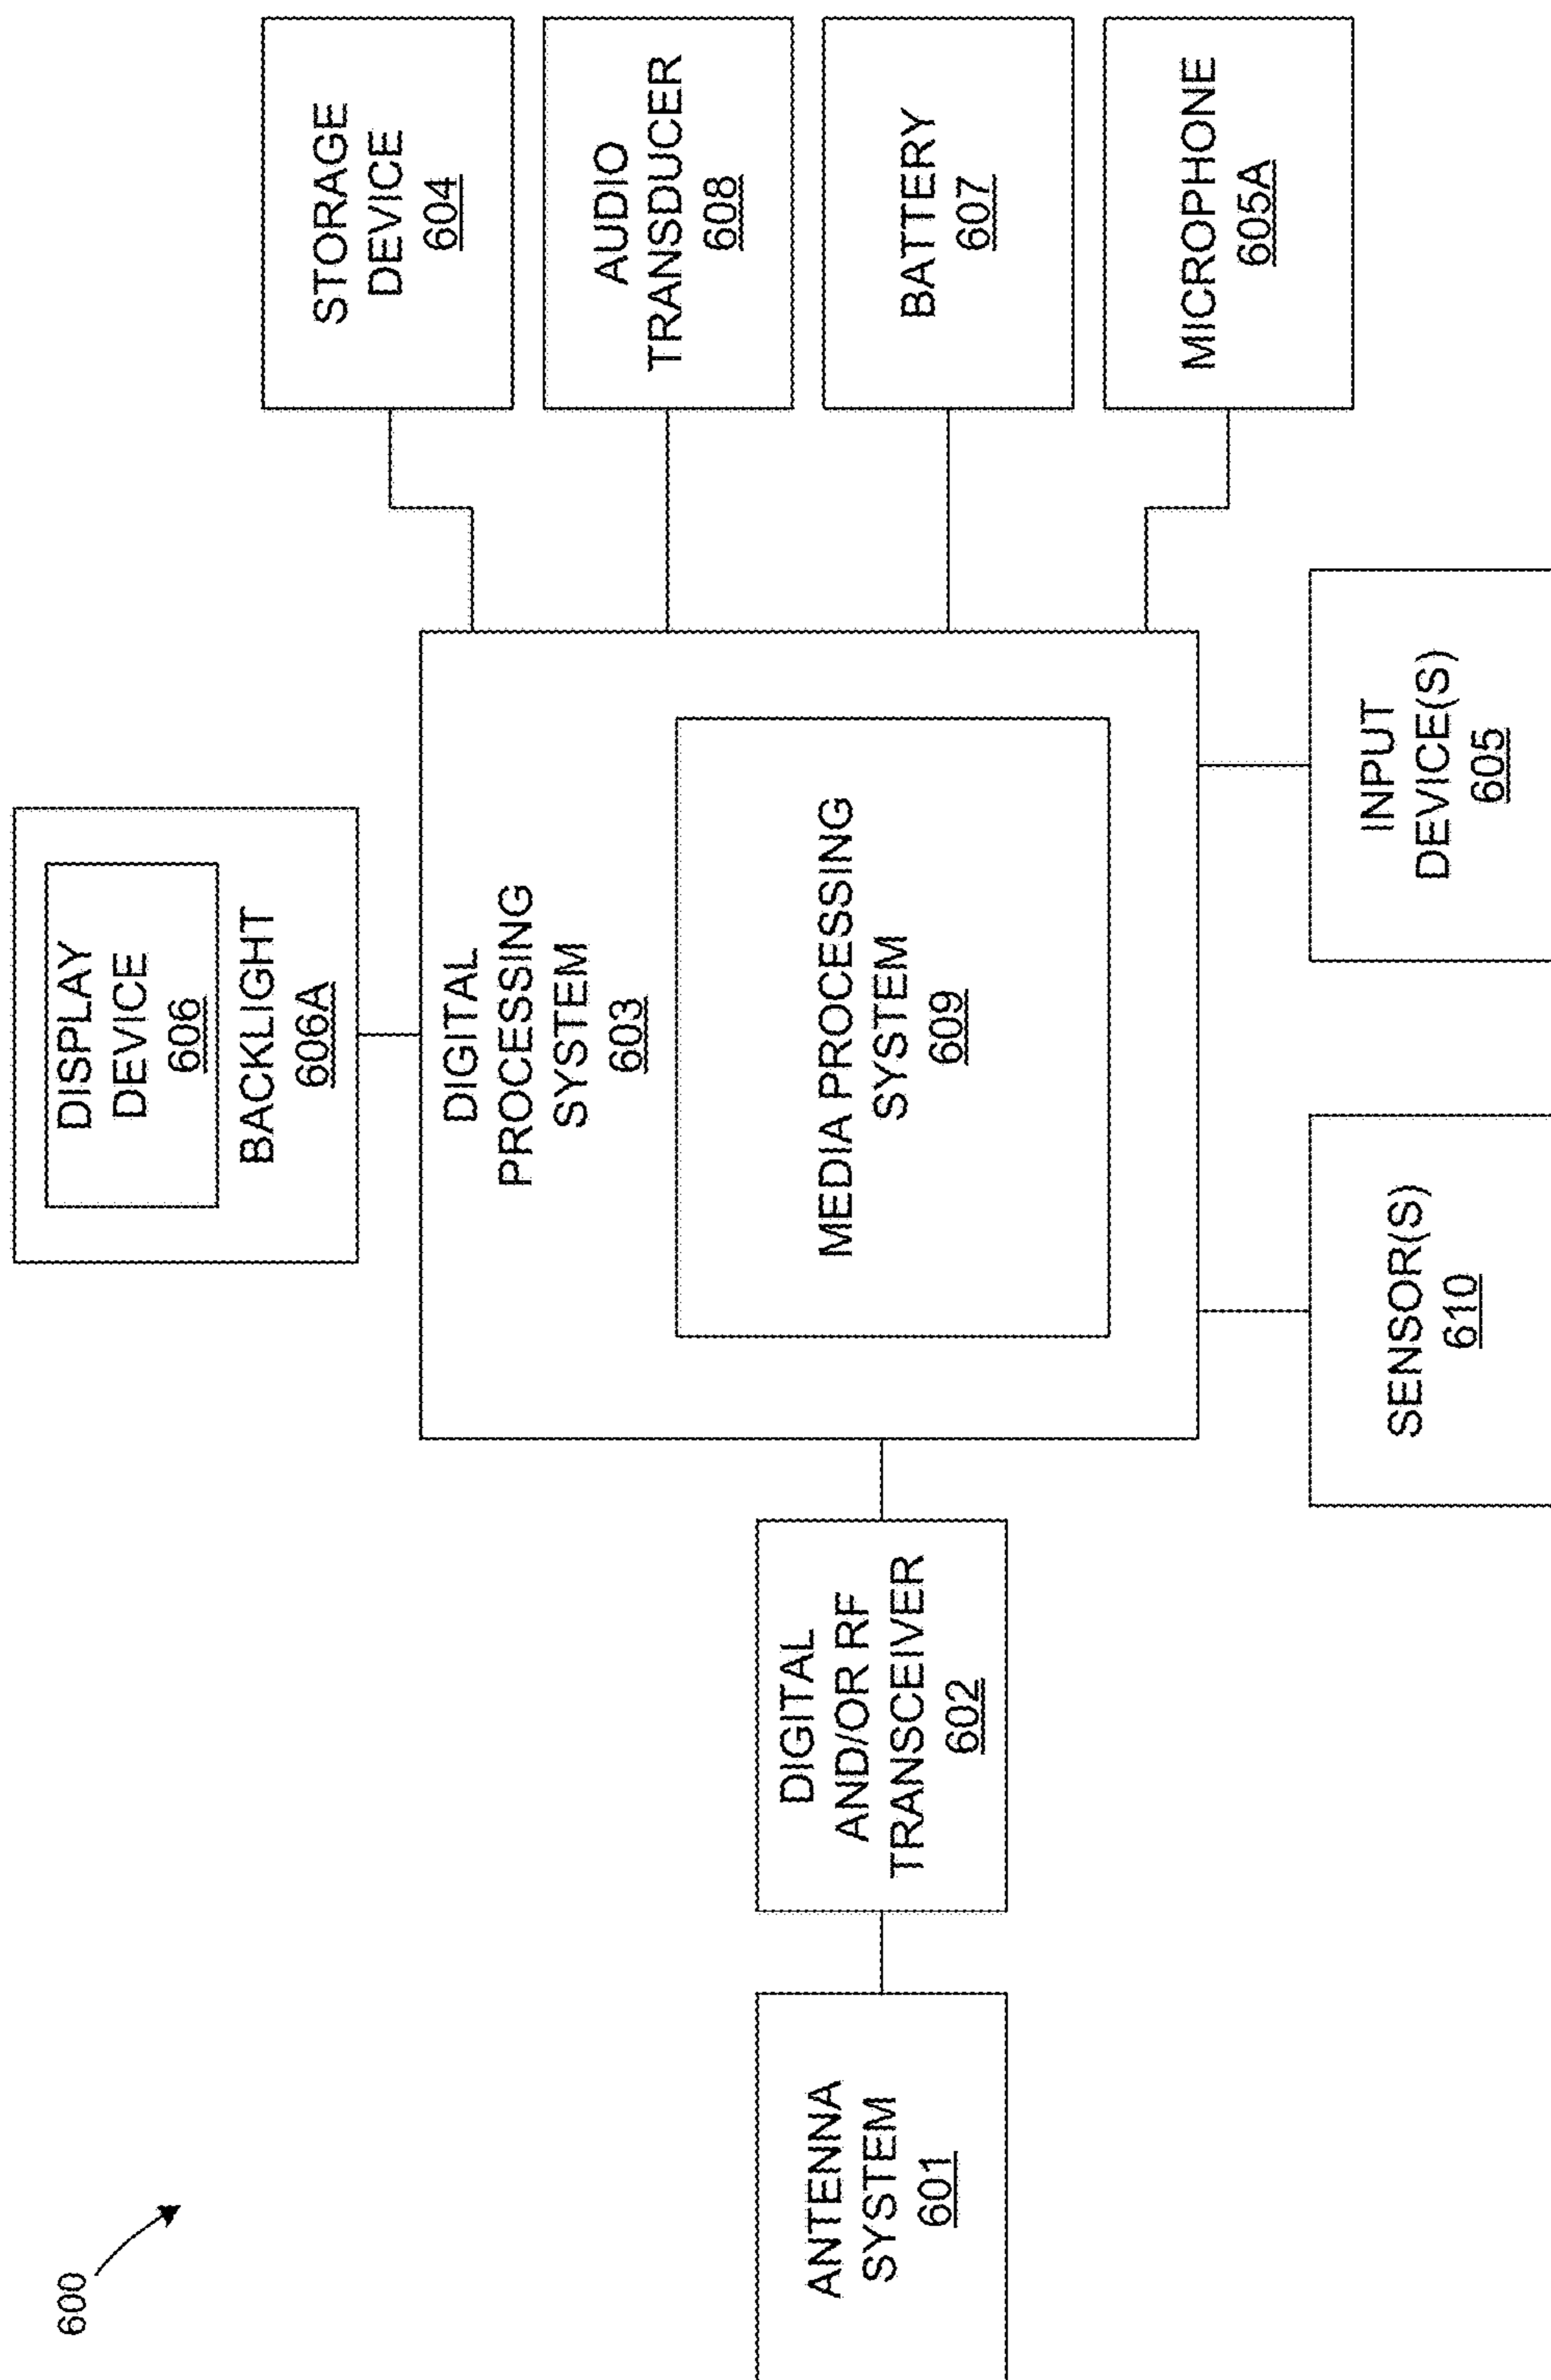 600
DISPLAY
DEVICE
606
BACKLIGHT
606A
STORAGE
DEVICE
604
ANTENNA
SYSTEM
601
DIGITAL
AND/OR RF
TRANSCEIVER
602
DIGITAL
PROCESSING
SYSTEM
603
MEDIA PROCESSING
SYSTEM
609
AUDIO
TRANSDUCER
608
BATTERY
607
MICROPHONE
605A
SENSOR(S)
610
INPUT
DEVICE(S)
605